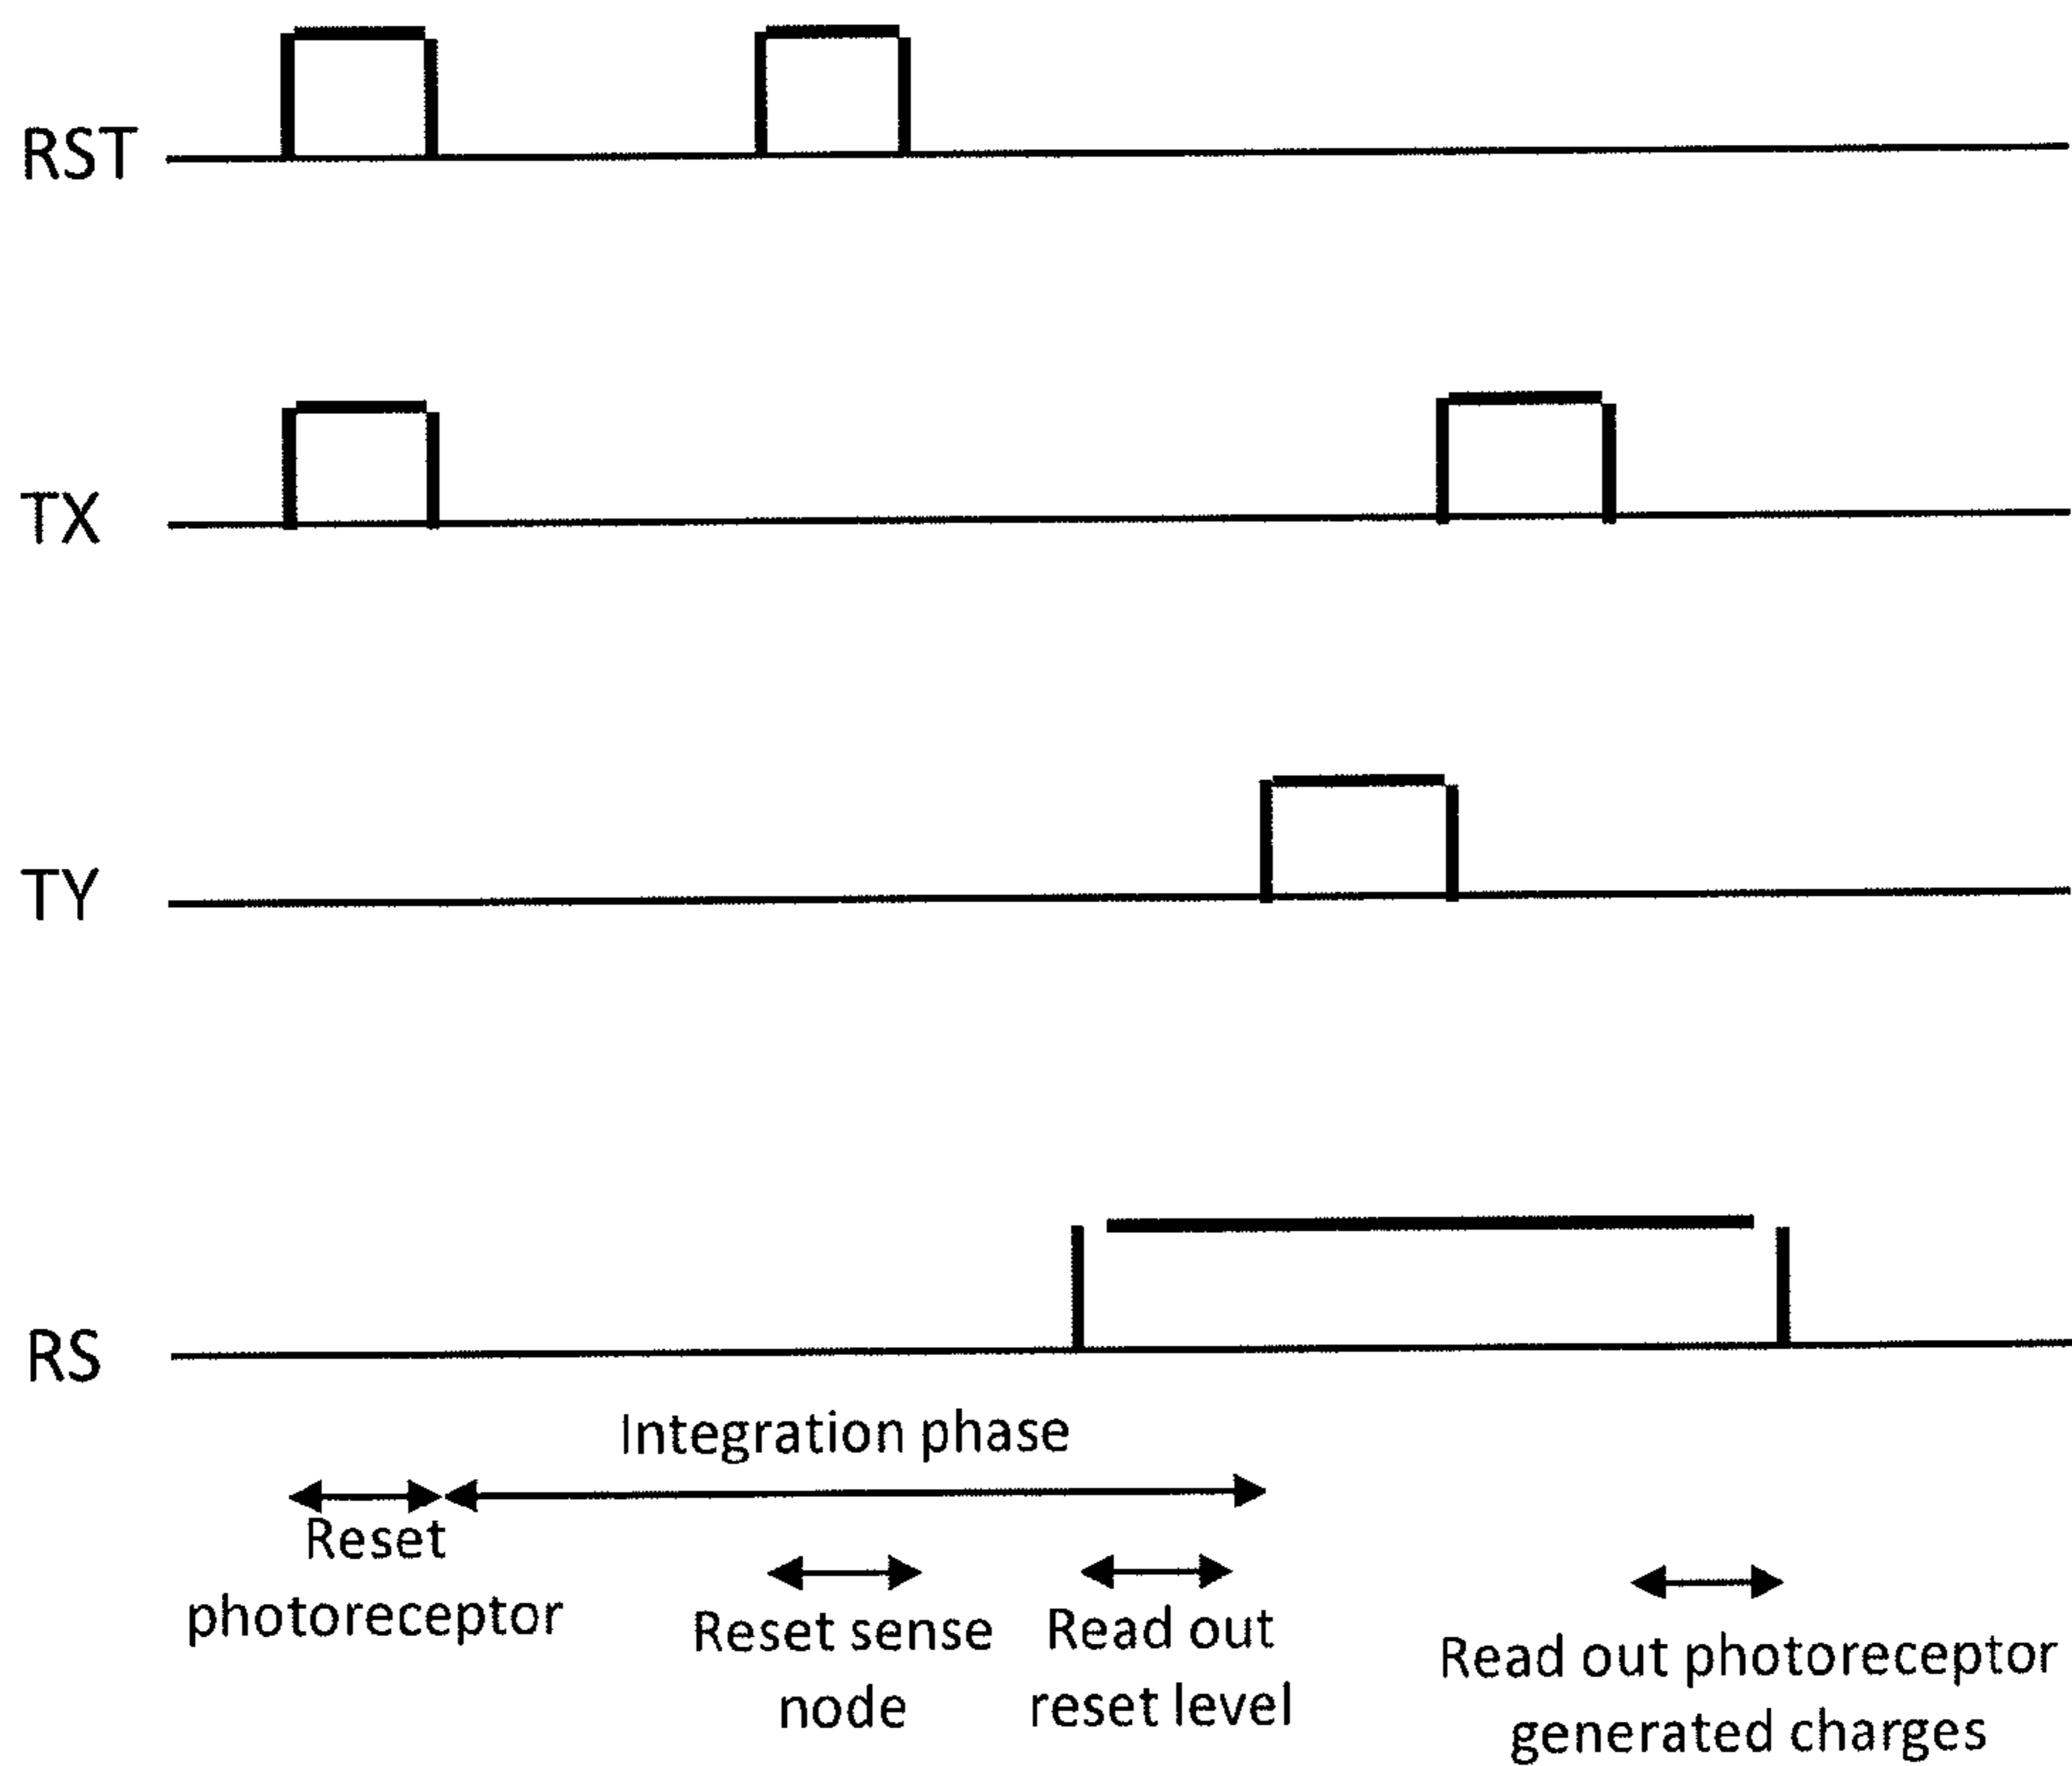 RST
TX
TY
RS
Integration phase
Reset
photoreceptor
Reset sense
node
Read out
reset level
Read out photoreceptor
generated charges